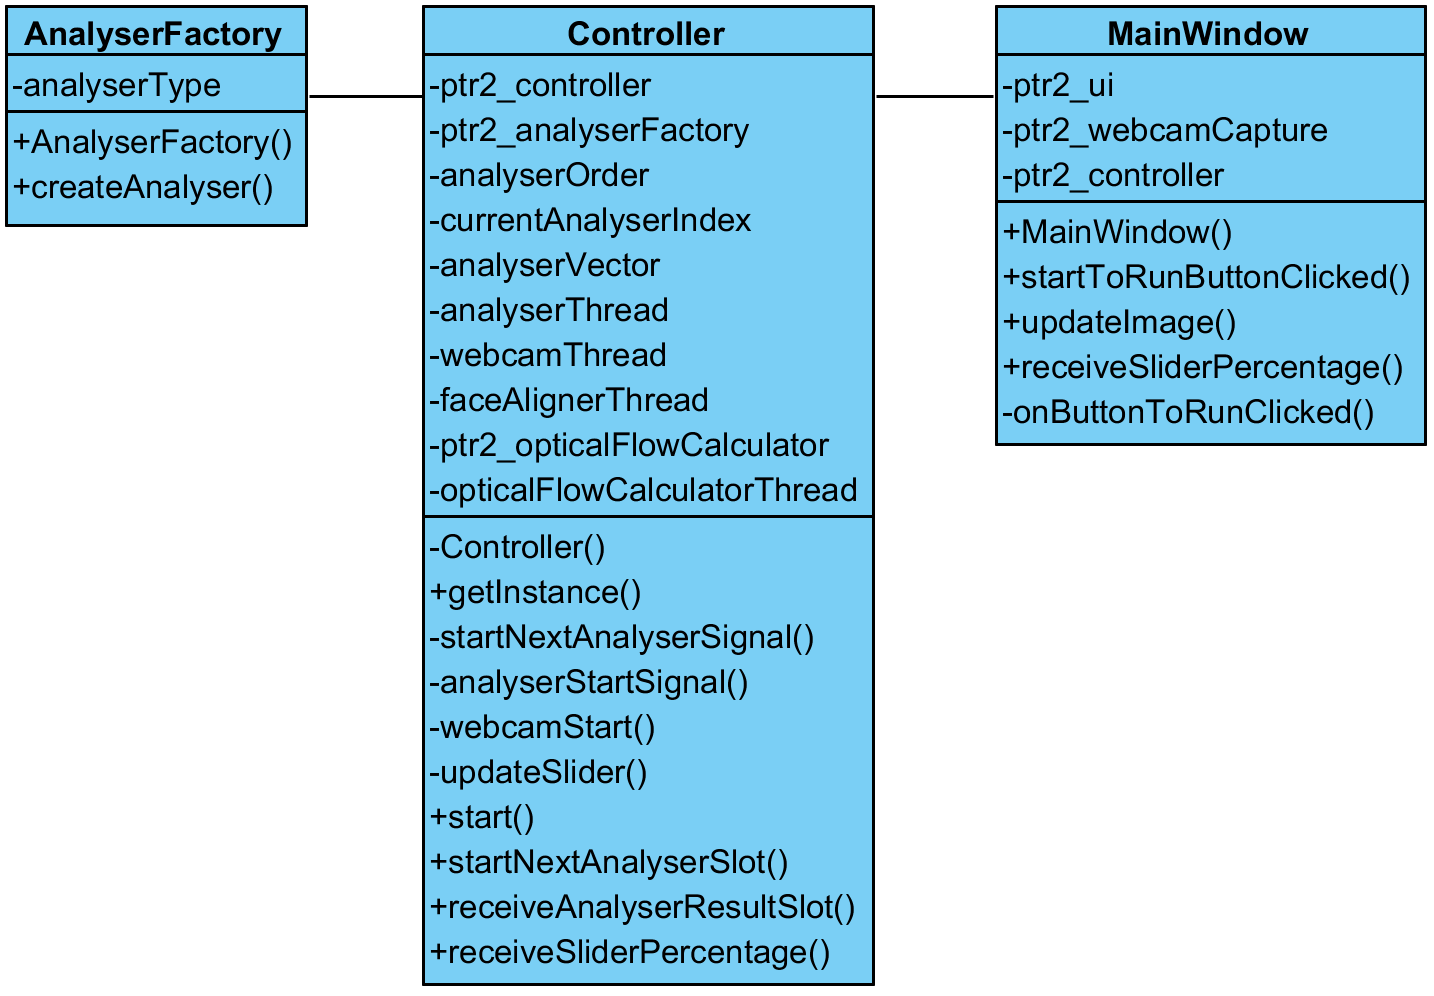 AnalyserFactory
-analyserType
+AnalyserFactory()
+createAnalyser()
Controller
-ptr2_controller
-ptr2_analyserFactory
-analyserOrder
-currentAnalyserIndex
-analyserVector
-analyserThread
-webcamThread
-faceAlignerThread
-ptr2_opticalFlowCalculator
-opticalFlowCalculatorThread
-Controller()
+getInstance()
-startNextAnalyserSignal()
-analyserStartSignal()
-webcamStart()
-updateSlider()
+start()
+startNextAnalyserSlot()
+receiveAnalyserResultSlot()
+receiveSliderPercentage()
MainWindow
-ptr2_ui
-ptr2_webcamCapture
-ptr2_controller
+MainWindow()
+startToRunButtonClicked()
+updateImage()
+receiveSliderPercentage()
-onButtonToRunClicked()